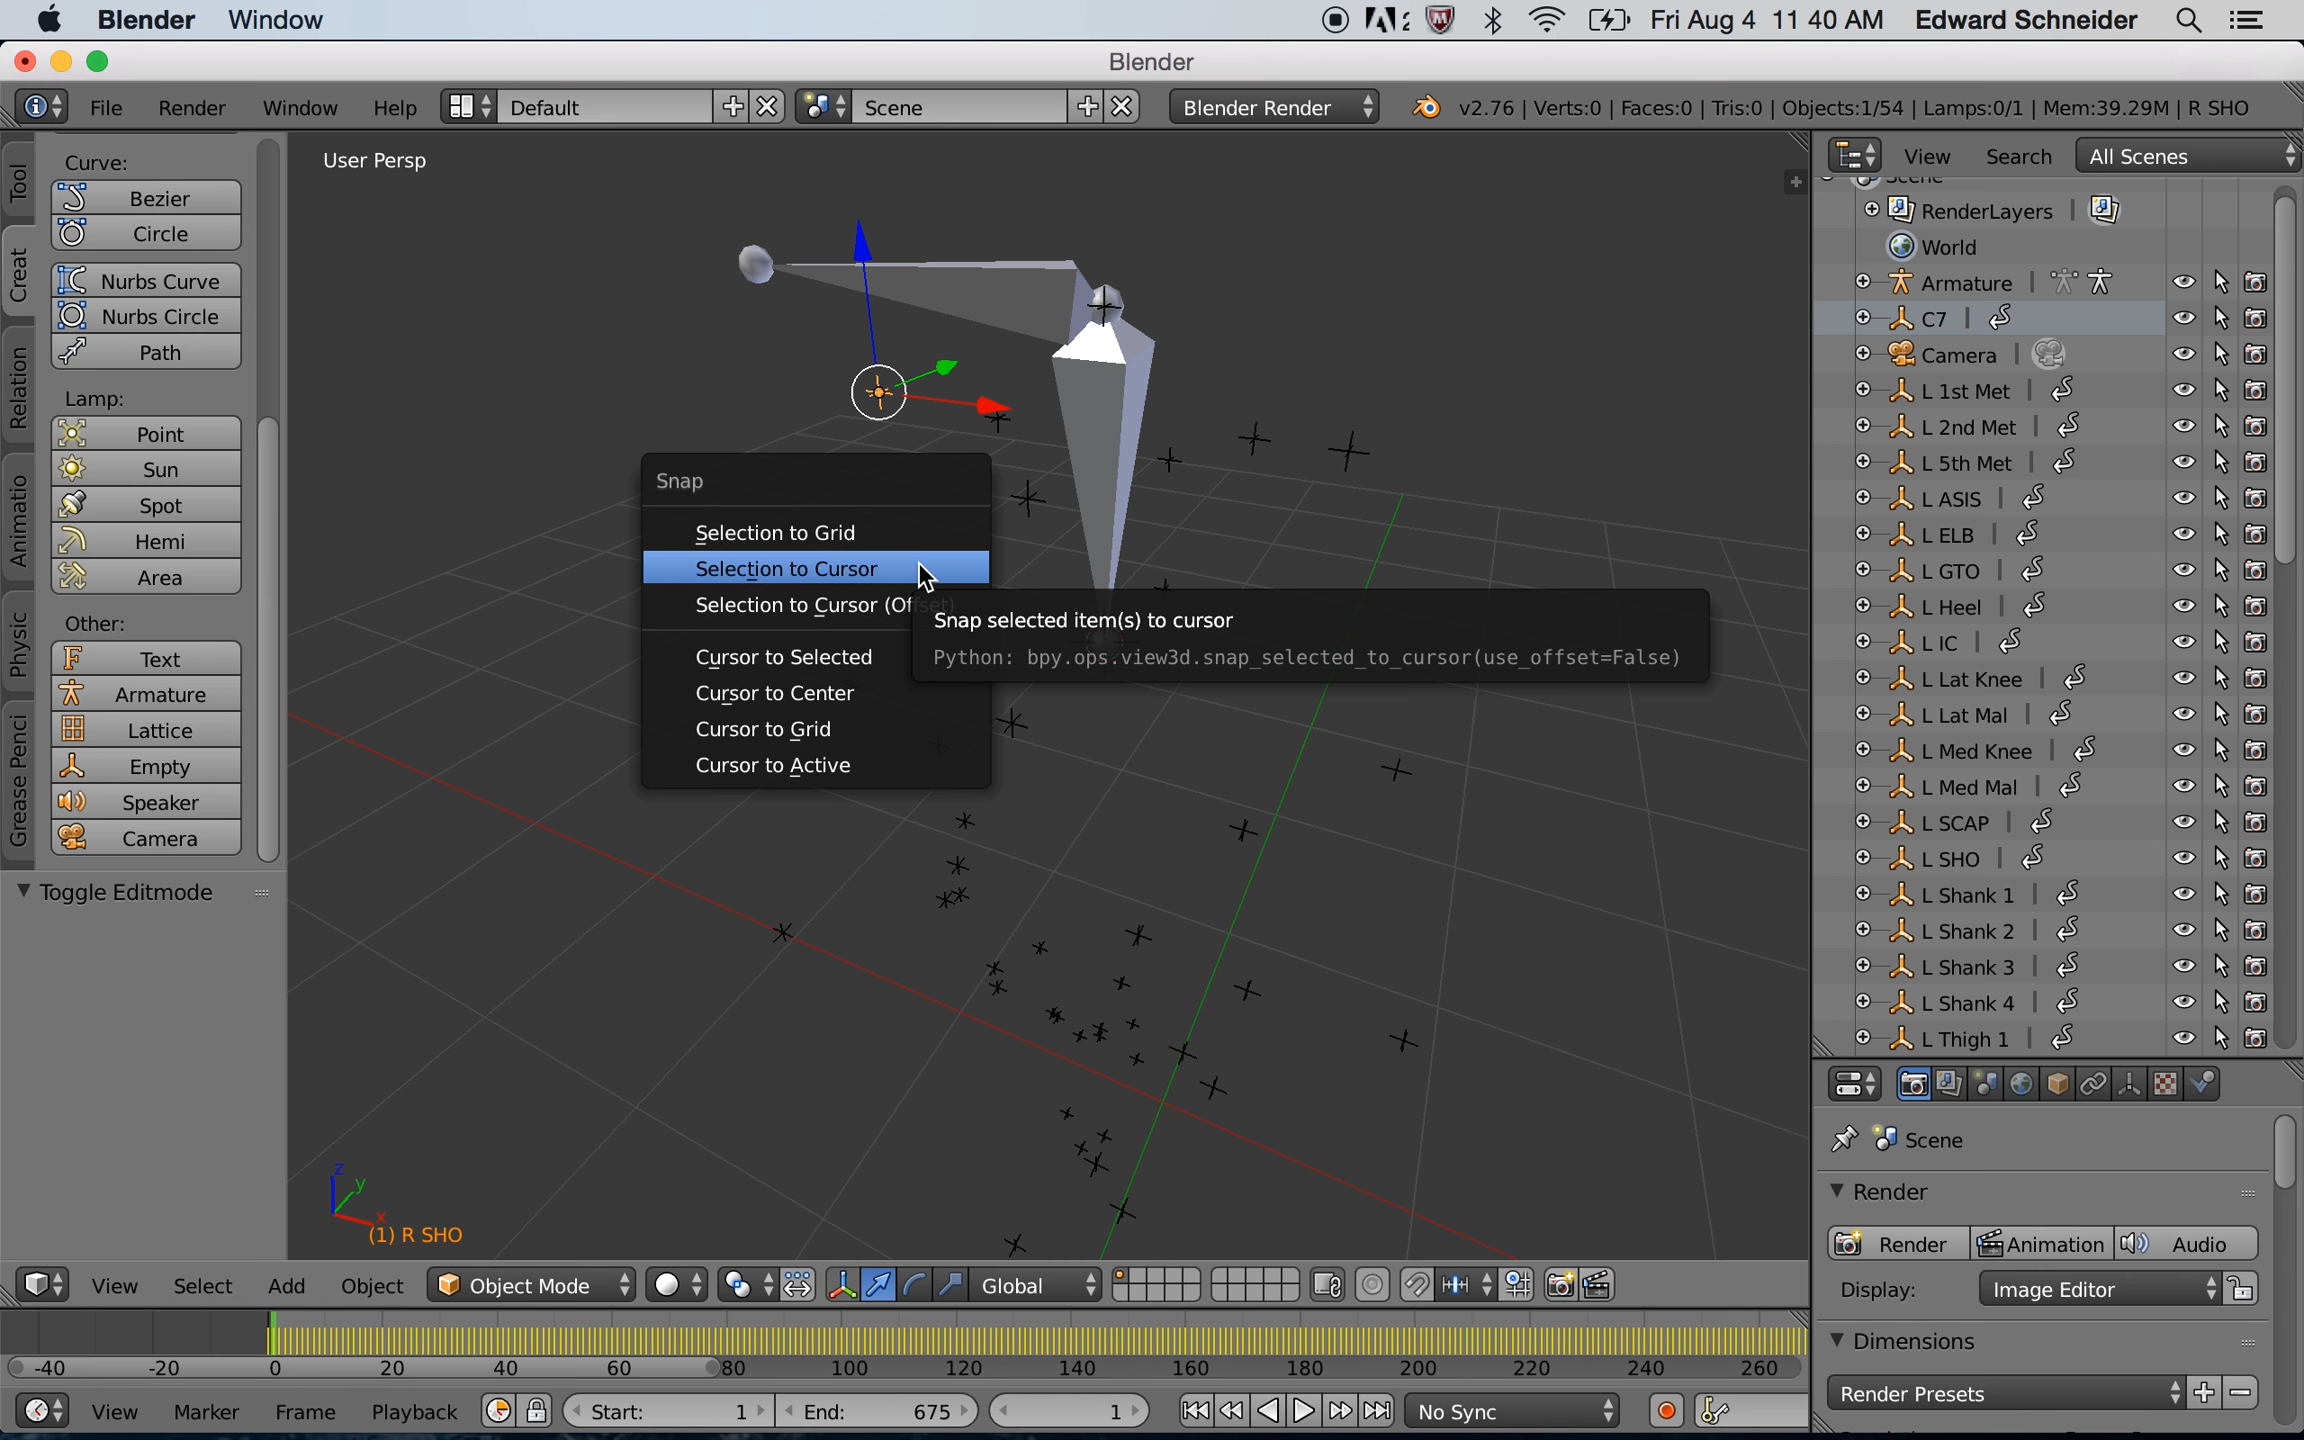 Blender Window
2 Fri Aug 4 11 40 AM Edward Schneider
Blender
File Render Window Help Default Scene Blender Render v2.76 | Verts:0 | Faces:0 | Tris:0 | Objects:1/54 | Lamps:0/1 | Mem:39.29M | R SHO
Tool
Creat
Relation
Animatio
Physic
Grease Penci
Curve:
Bezier
Circle
Nurbs Curve
Nurbs Circle
Path
Lamp:
Point
Sun
Spot
Hemi
Area
Other:
Text
Armature
Lattice
Empty
Speaker
Camera
Toggle Editmode
User Persp
Snap
Selection to Grid
Selection to Cursor
Selection to Cursor (Offset)
Cursor to Selected
Cursor to Center
Cursor to Grid
Cursor to Active
Snap selected item(s) to cursor
Python: bpy.ops.view3d.snap_selected_to_cursor(use_offset=False)
z
y
x
(1) R SHO
View Search All Scenes
Scene
RenderLayers
World
Armature
C7
Camera
L 1st Met
L 2nd Met
L 5th Met
L ASIS
L ELB
L GTO
L Heel
L IC
L Lat Knee
L Lat Mal
L Med Knee
L Med Mal
L SCAP
L SHO
L Shank 1
L Shank 2
L Shank 3
L Shank 4
L Thigh 1
Scene
Render
Render Animation Audio
Display: Image Editor
Dimensions
Render Presets
View Select Add Object Object Mode Global
-40 -20 0 20 40 60 80 100 120 140 160 180 200 220 240 260
View Marker Frame Playback Start: 1 End: 675 1 No Sync